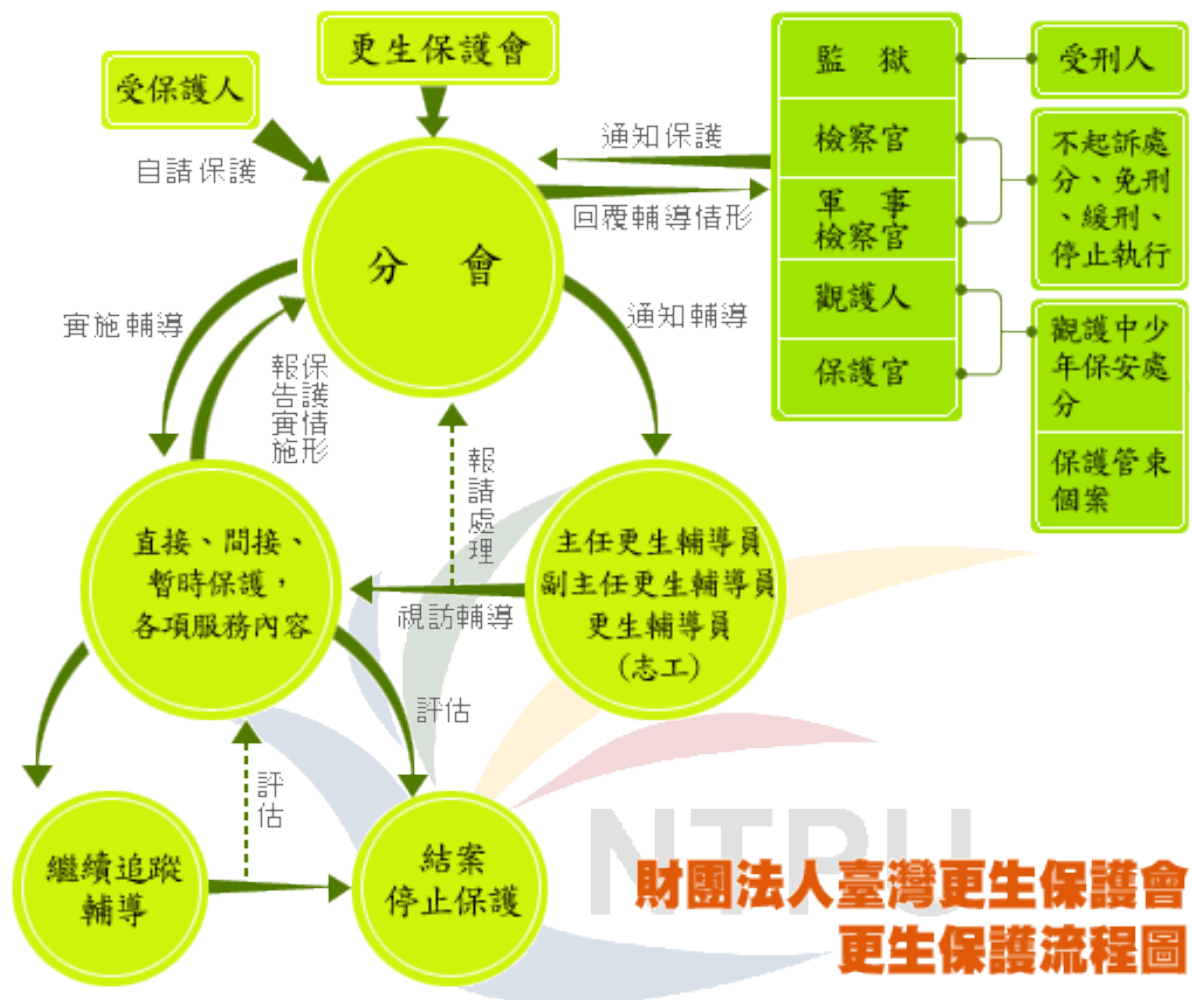 更生保護會
受保護人
自請保護
分 會
通知保護
回覆輔導情形
監 獄
檢察官
軍 事
檢察官
觀護人
保護官
受刑人
不起訴處
分、免刑
、緩刑、
停止執行
觀護中少
年保安處
分
保護管束
個案
實施輔導
報告實施
保護情形
通知輔導
報請處理
直接、間接、
暫時保護，
各項服務內容
視訪輔導
主任更生輔導員
副主任更生輔導員
更生輔導員
(志工)
評估
評估
繼續追蹤
輔導
結案
停止保護
NTPU
財團法人臺灣更生保護會
更生保護流程圖